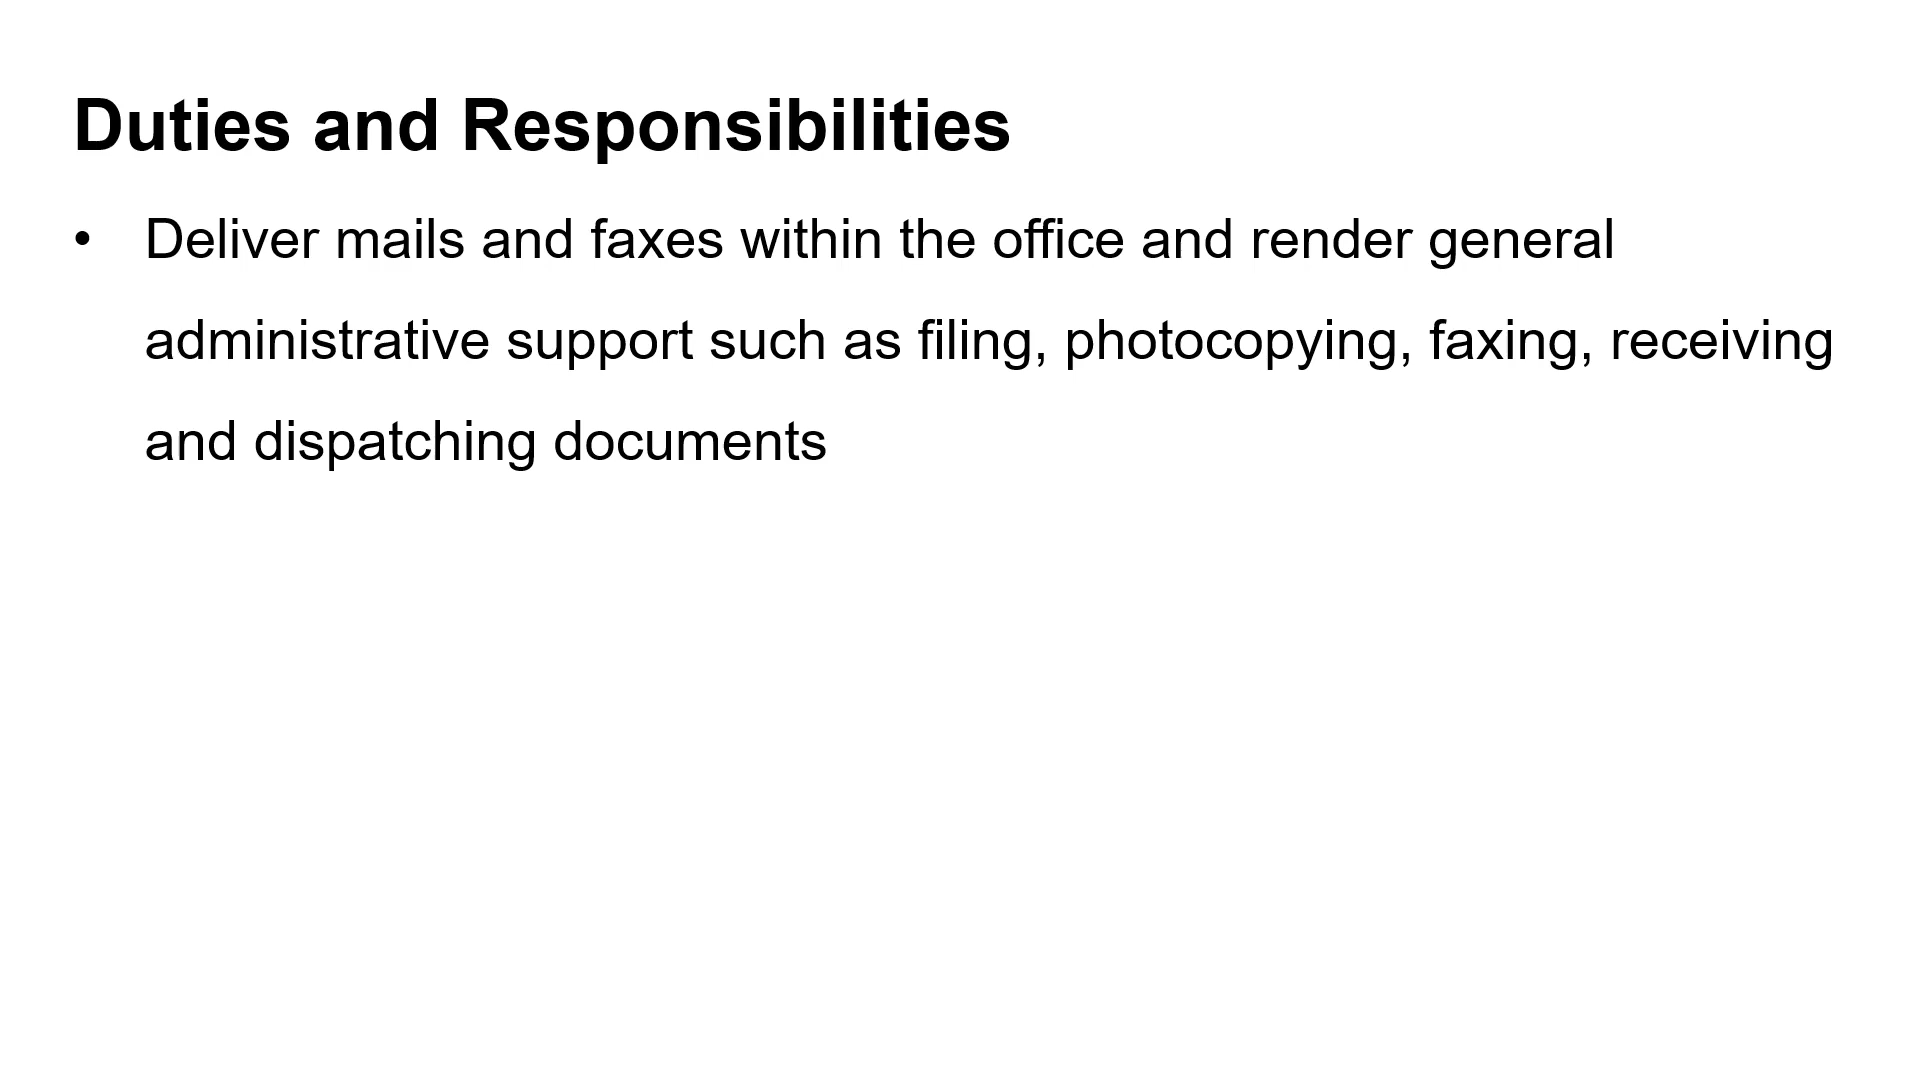 Duties and Responsibilities
• Deliver mails and faxes within the office and render general
administrative support such as filing, photocopying, faxing, receiving
and dispatching documents